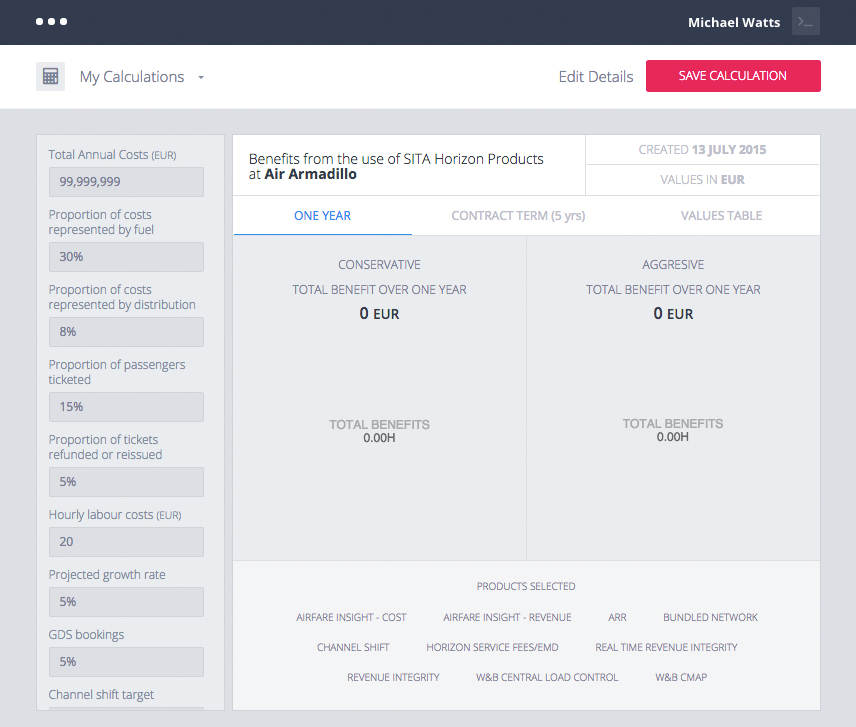 Michael Watts
My Calculations
Edit Details
SAVE CALCULATION
Total Annual Costs (EUR)
99,999,999
Proportion of costs
represented by fuel
30%
Proportion of costs
represented by distribution
8%
Proportion of passengers
ticketed
15%
Proportion of tickets
refunded or reissued
5%
Hourly labour costs (EUR)
20
Projected growth rate
5%
GDS bookings
5%
Channel shift target
Benefits from the use of SITA Horizon Products
at Air Armadillo
CREATED 13 JULY 2015
VALUES IN EUR
ONE YEAR
CONTRACT TERM (5 yrs)
VALUES TABLE
CONSERVATIVE
TOTAL BENEFIT OVER ONE YEAR
0 EUR
TOTAL BENEFITS
0.00H
AGGRESIVE
TOTAL BENEFIT OVER ONE YEAR
0 EUR
TOTAL BENEFITS
0.00H
PRODUCTS SELECTED
AIRFARE INSIGHT - COST AIRFARE INSIGHT - REVENUE ARR BUNDLED NETWORK
CHANNEL SHIFT HORIZON SERVICE FEES/EMD REAL TIME REVENUE INTEGRITY
REVENUE INTEGRITY W&B CENTRAL LOAD CONTROL W&B CMAP